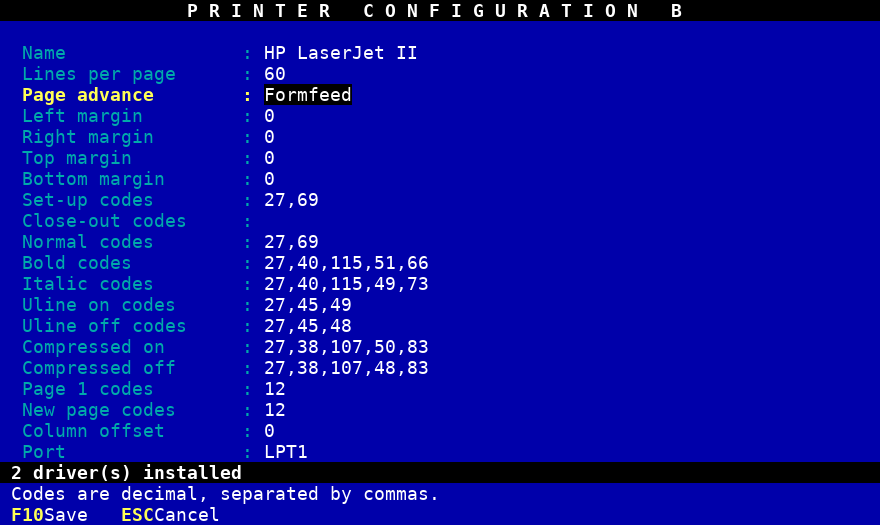 PRINTER CONFIGURATION B
Name : HP LaserJet II
Lines per page : 60
Page advance : Formfeed
Left margin : 0
Right margin : 0
Top margin : 0
Bottom margin : 0
Set-up codes : 27,69
Close-out codes :
Normal codes : 27,69
Bold codes : 27,40,115,51,66
Italic codes : 27,40,115,49,73
Uline on codes : 27,45,49
Uline off codes : 27,45,48
Compressed on : 27,38,107,50,83
Compressed off : 27,38,107,48,83
Page 1 codes : 12
New page codes : 12
Column offset : 0
Port : LPT1
2 driver(s) installed
Codes are decimal, separated by commas.
F10Save ESCCancel